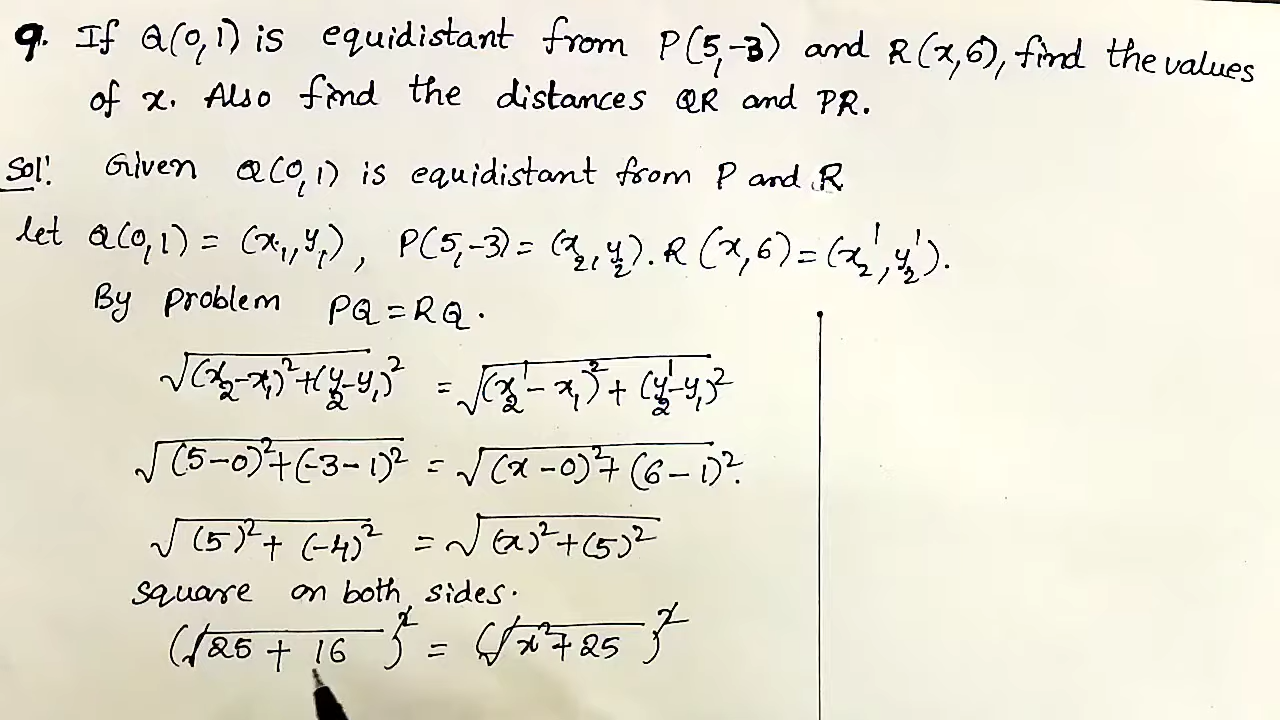 9. If Q(0,1) is equidistant from P(5,-3) and R(x,6), find the values
of x. Also find the distances QR and PR.
Sol: Given Q(0,1) is equidistant from P and R
let Q(0,1) = (x₁,y₁), P(5,-3) = (x₂,y₂). R(x,6) = (x₂',y₂').
By problem PQ = RQ.
√(x₂-x₁)²+(y₂-y₁)² = √(x₂'-x₁)²+(y₂'-y₁)²
√(5-0)²+(-3-1)² = √(x-0)²+(6-1)².
√(5)²+(-4)² = √(x)²+(5)²
square on both sides.
(√25+16)² = (√x²+25)²